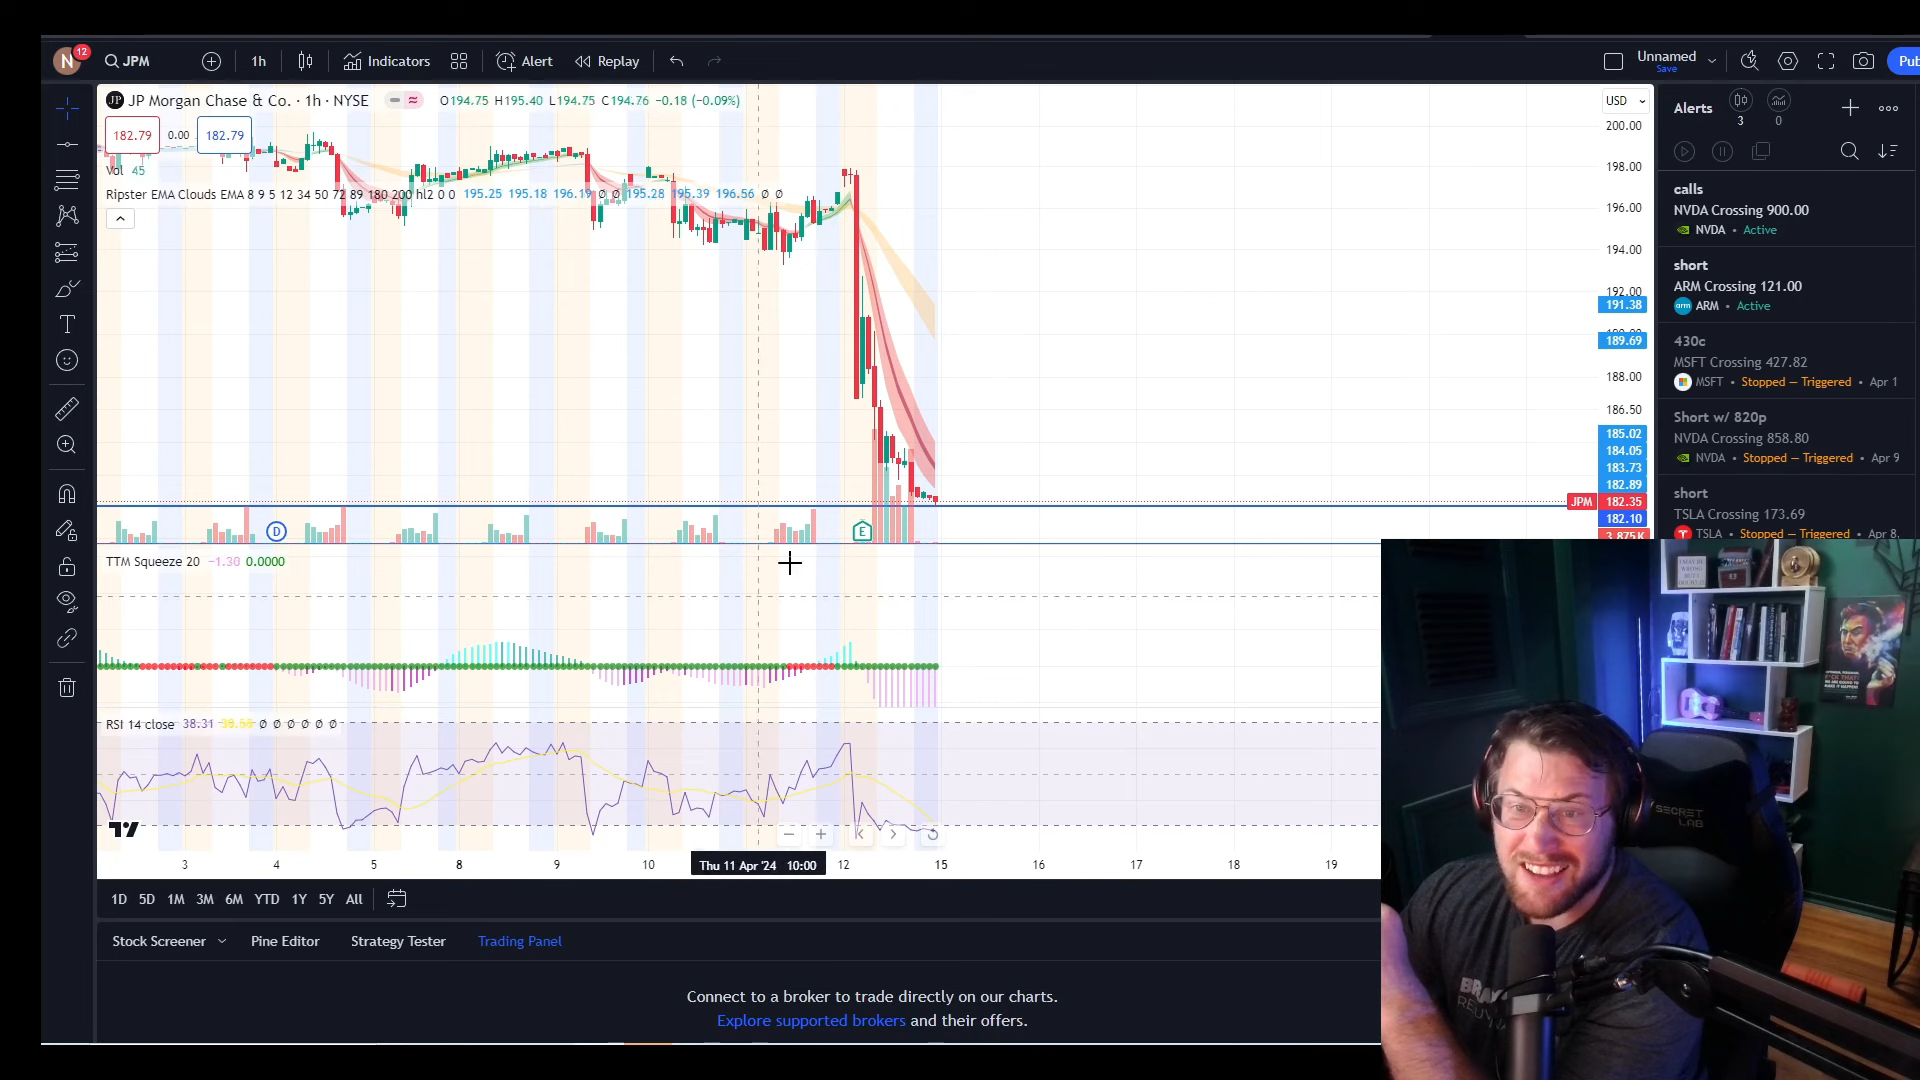 N 12 JPM 1h Indicators Alert Replay Unnamed Save Pub
JP JP Morgan Chase & Co. · 1h · NYSE O194.75 H195.40 L194.75 C194.76 −0.18 (−0.09%)
182.79 0.00 182.79
Vol 45
Ripster EMA Clouds EMA 8 9 5 12 34 50 72 89 180 200 hl2 0 0 195.25 195.18 196.19 Ø Ø 195.28 195.39 196.56 Ø Ø
USD
200.00
198.00
196.00
194.00
192.00
191.38
189.69
188.00
186.50
185.02
184.05
183.73
182.89
JPM 182.35
182.10
3.875K
D
E
TTM Squeeze 20 −1.30 0.0000
RSI 14 close 38.31 39.53 Ø Ø Ø Ø Ø Ø
3 4 5 8 9 10 Thu 11 Apr '24 10:00 12 15 16 17 18 19
1D 5D 1M 3M 6M YTD 1Y 5Y All
Stock Screener Pine Editor Strategy Tester Trading Panel
Connect to a broker to trade directly on our charts.
Explore supported brokers and their offers.
Alerts 3 0
calls
NVDA Crossing 900.00
NVDA • Active
short
ARM Crossing 121.00
arm ARM • Active
430c
MSFT Crossing 427.82
MSFT • Stopped — Triggered • Apr 1
Short w/ 820p
NVDA Crossing 858.80
NVDA • Stopped — Triggered • Apr 9
short
TSLA Crossing 173.69
TSLA • Stopped — Triggered • Apr 8,
SECRET
LAB